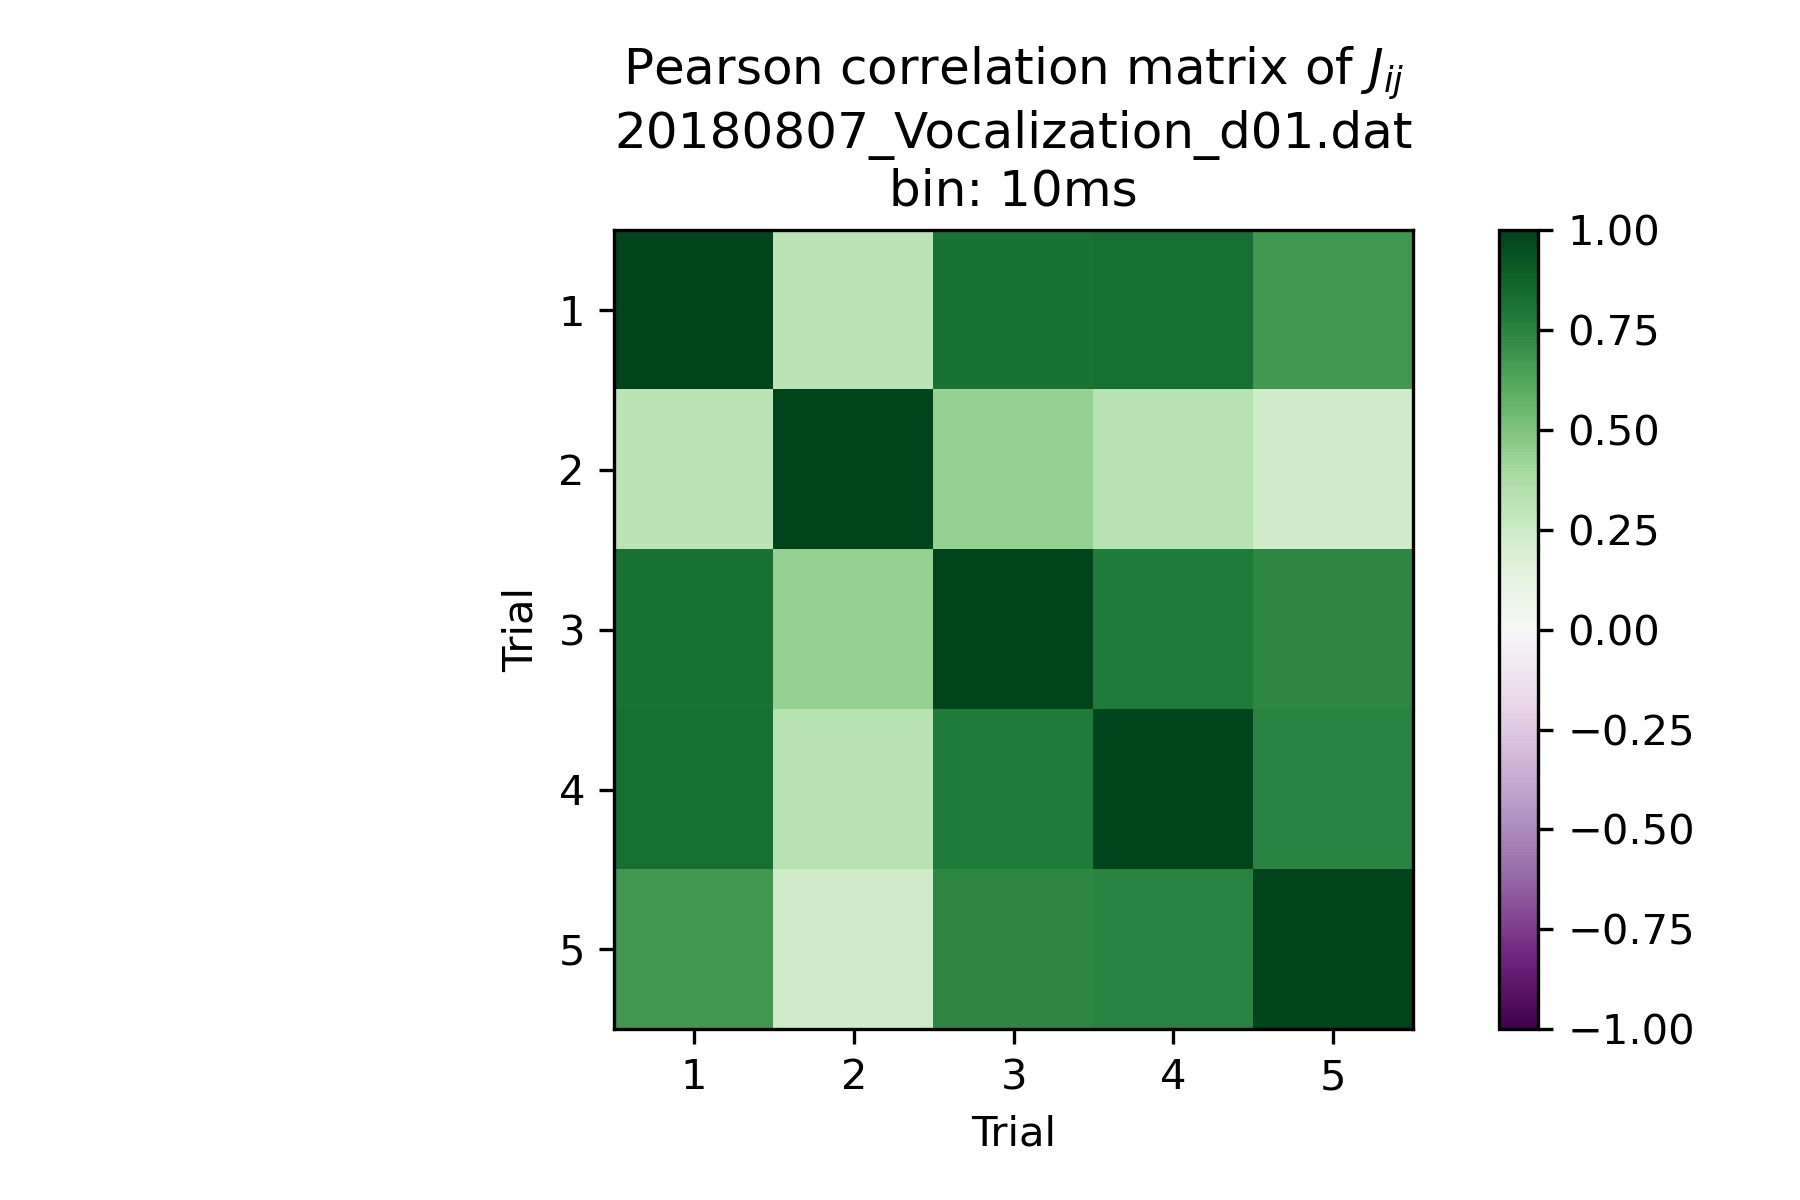 Pearson correlation matrix of J_ij
20180807_Vocalization_d01.dat
bin: 10ms
Trial
1
2
3
4
5
1 2 3 4 5
Trial
1.00
0.75
0.50
0.25
0.00
−0.25
−0.50
−0.75
−1.00